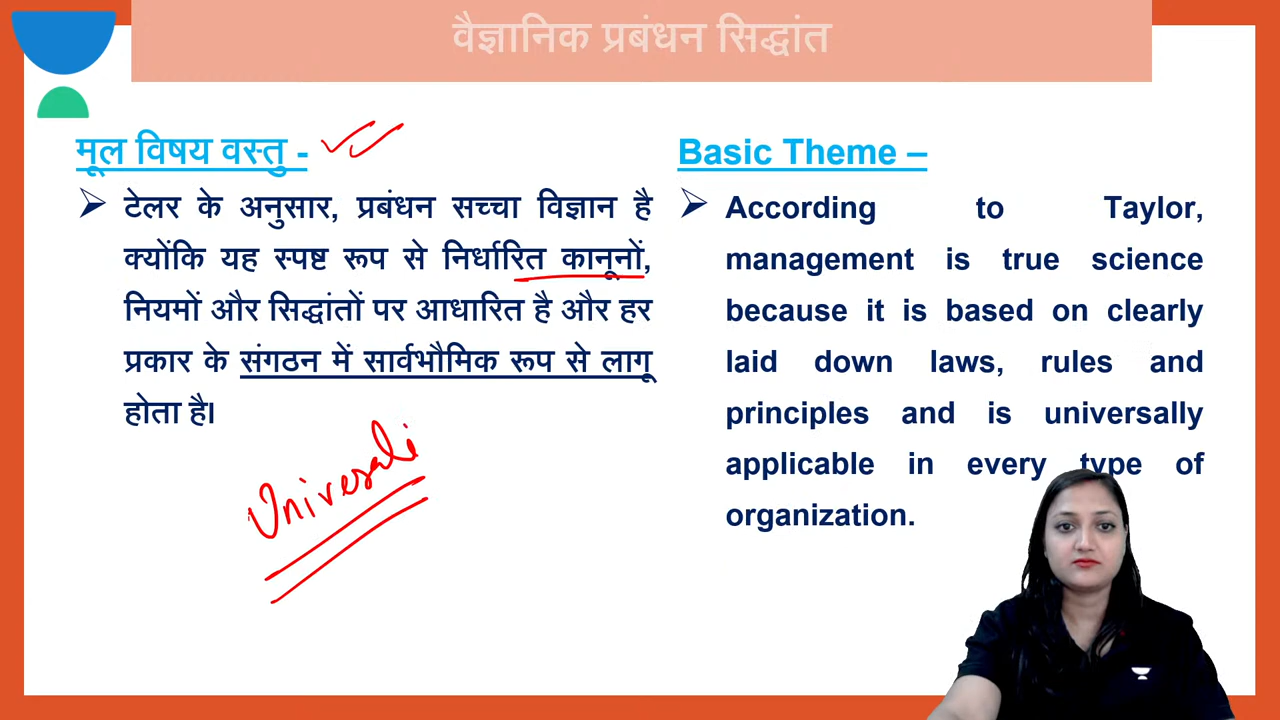 वैज्ञानिक प्रबंधन सिद्धांत
मूल विषय वस्तु -
➢ टेलर के अनुसार, प्रबंधन सच्चा विज्ञान है
क्योंकि यह स्पष्ट रूप से निर्धारित कानूनों,
नियमों और सिद्धांतों पर आधारित है और हर
प्रकार के संगठन में सार्वभौमिक रूप से लागू
होता है।
Universali
Basic Theme –
➢ According to Taylor,
management is true science
because it is based on clearly
laid down laws, rules and
principles and is universally
applicable in every type of
organization.